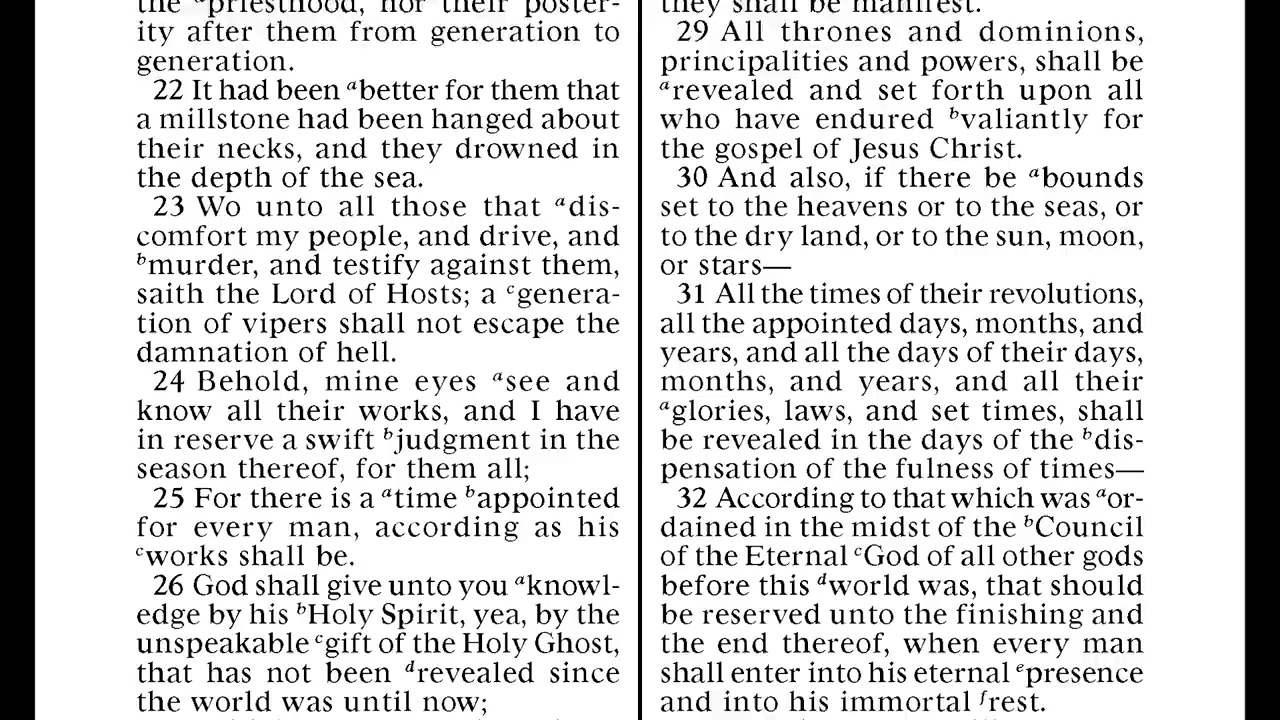 the ᵃpriesthood, nor their poster-
ity after them from generation to
generation.
22 It had been ᵃbetter for them that
a millstone had been hanged about
their necks, and they drowned in
the depth of the sea.
23 Wo unto all those that ᵃdis-
comfort my people, and drive, and
ᵇmurder, and testify against them,
saith the Lord of Hosts; a ᶜgenera-
tion of vipers shall not escape the
damnation of hell.
24 Behold, mine eyes ᵃsee and
know all their works, and I have
in reserve a swift ᵇjudgment in the
season thereof, for them all;
25 For there is a ᵃtime ᵇappointed
for every man, according as his
ᶜworks shall be.
26 God shall give unto you ᵃknowl-
edge by his ᵇHoly Spirit, yea, by the
unspeakable ᶜgift of the Holy Ghost,
that has not been ᵈrevealed since
the world was until now;
they shall be manifest.
29 All thrones and dominions,
principalities and powers, shall be
ᵃrevealed and set forth upon all
who have endured ᵇvaliantly for
the gospel of Jesus Christ.
30 And also, if there be ᵃbounds
set to the heavens or to the seas, or
to the dry land, or to the sun, moon,
or stars—
31 All the times of their revolutions,
all the appointed days, months, and
years, and all the days of their days,
months, and years, and all their
ᵃglories, laws, and set times, shall
be revealed in the days of the ᵇdis-
pensation of the fulness of times—
32 According to that which was ᵃor-
dained in the midst of the ᵇCouncil
of the Eternal ᶜGod of all other gods
before this ᵈworld was, that should
be reserved unto the finishing and
the end thereof, when every man
shall enter into his eternal ᵉpresence
and into his immortal ᶠrest.